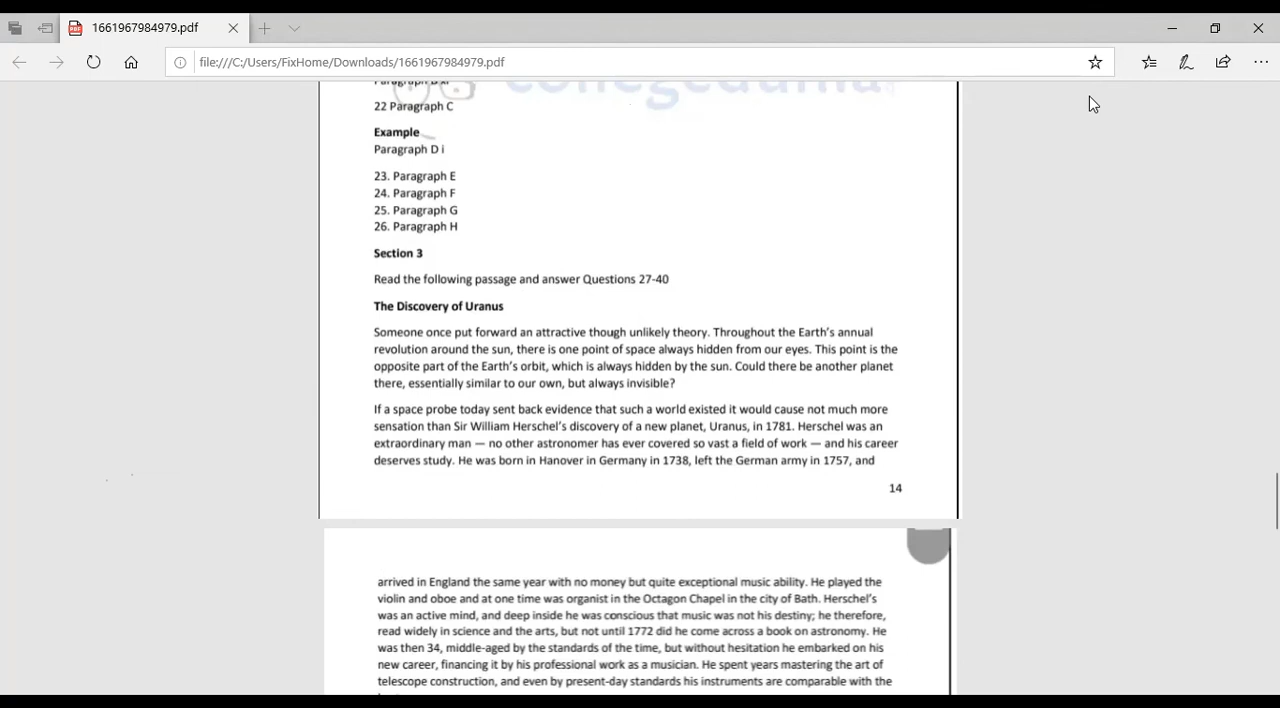 1661967984979.pdf
file:///C:/Users/FixHome/Downloads/1661967984979.pdf
collegedunia
22 Paragraph C
Example
Paragraph D i
23. Paragraph E
24. Paragraph F
25. Paragraph G
26. Paragraph H
Section 3
Read the following passage and answer Questions 27-40
The Discovery of Uranus
Someone once put forward an attractive though unlikely theory. Throughout the Earth's annual
revolution around the sun, there is one point of space always hidden from our eyes. This point is the
opposite part of the Earth's orbit, which is always hidden by the sun. Could there be another planet
there, essentially similar to our own, but always invisible?
If a space probe today sent back evidence that such a world existed it would cause not much more
sensation than Sir William Herschel's discovery of a new planet, Uranus, in 1781. Herschel was an
extraordinary man — no other astronomer has ever covered so vast a field of work — and his career
deserves study. He was born in Hanover in Germany in 1738, left the German army in 1757, and
14
arrived in England the same year with no money but quite exceptional music ability. He played the
violin and oboe and at one time was organist in the Octagon Chapel in the city of Bath. Herschel's
was an active mind, and deep inside he was conscious that music was not his destiny; he therefore,
read widely in science and the arts, but not until 1772 did he come across a book on astronomy. He
was then 34, middle-aged by the standards of the time, but without hesitation he embarked on his
new career, financing it by his professional work as a musician. He spent years mastering the art of
telescope construction, and even by present-day standards his instruments are comparable with the